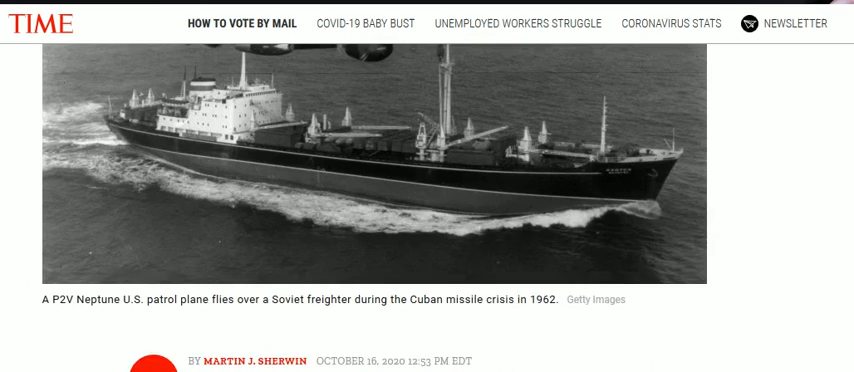 TIME
HOW TO VOTE BY MAIL COVID-19 BABY BUST UNEMPLOYED WORKERS STRUGGLE CORONAVIRUS STATS NEWSLETTER
A P2V Neptune U.S. patrol plane flies over a Soviet freighter during the Cuban missile crisis in 1962. Getty Images
BY MARTIN J. SHERWIN OCTOBER 16, 2020 12:53 PM EDT